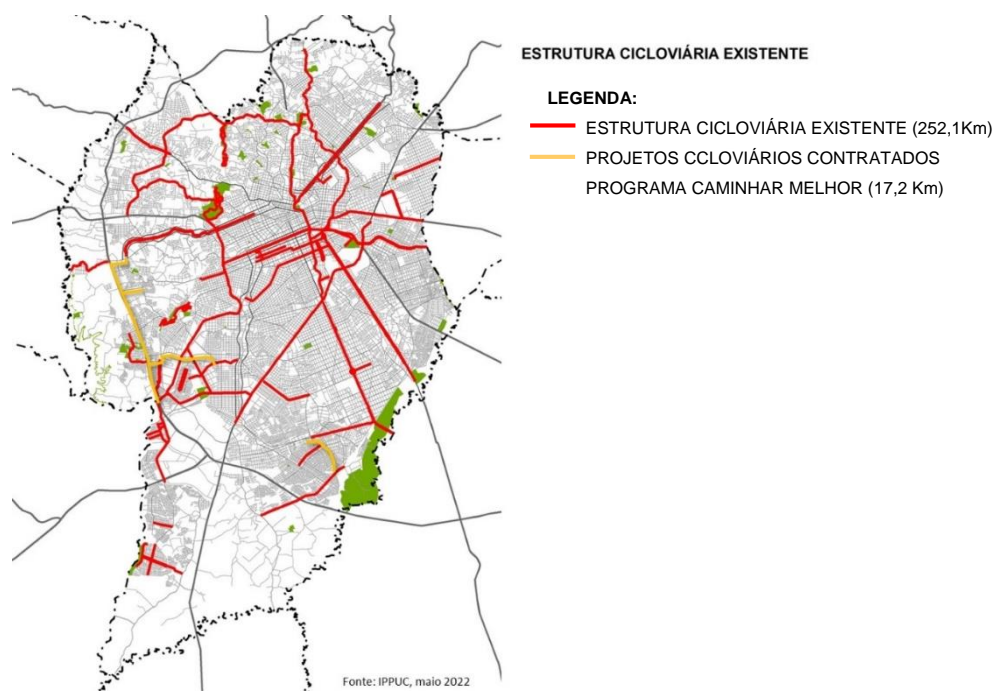 ESTRUTURA CICLOVIÁRIA EXISTENTE
LEGENDA:
ESTRUTURA CICLOVIÁRIA EXISTENTE (252,1Km)
PROJETOS CCLOVIÁRIOS CONTRATADOS
PROGRAMA CAMINHAR MELHOR (17,2 Km)
Fonte: IPPUC, maio 2022